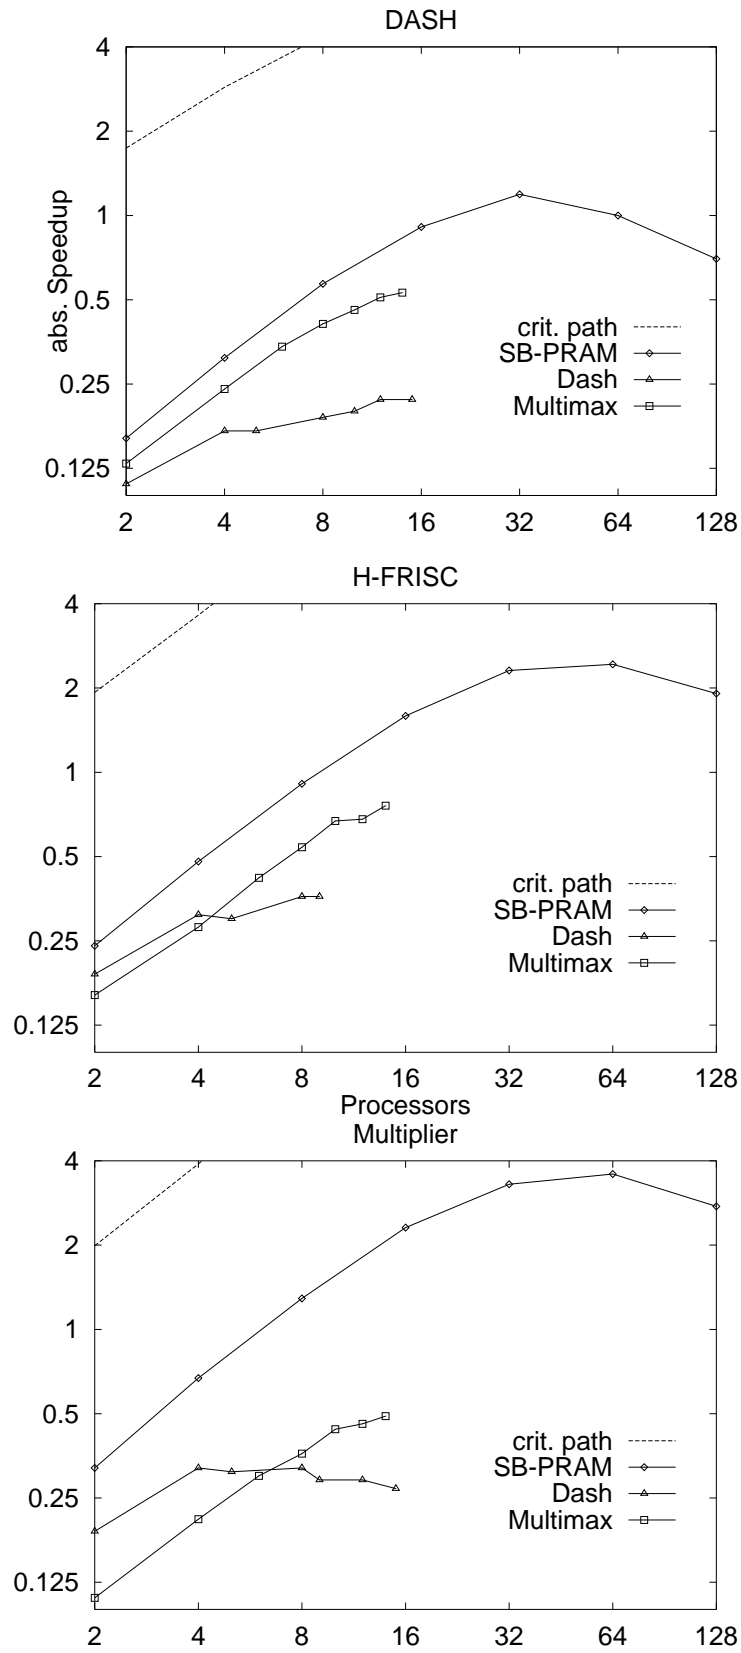 DASH
4
2
1
0.5
0.25
0.125
abs. Speedup
crit. path
SB-PRAM
Dash
Multimax
2 4 8 16 32 64 128
H-FRISC
4
2
1
0.5
0.25
0.125
crit. path
SB-PRAM
Dash
Multimax
2 4 8 16 32 64 128
Processors
Multiplier
4
2
1
0.5
0.25
0.125
crit. path
SB-PRAM
Dash
Multimax
2 4 8 16 32 64 128